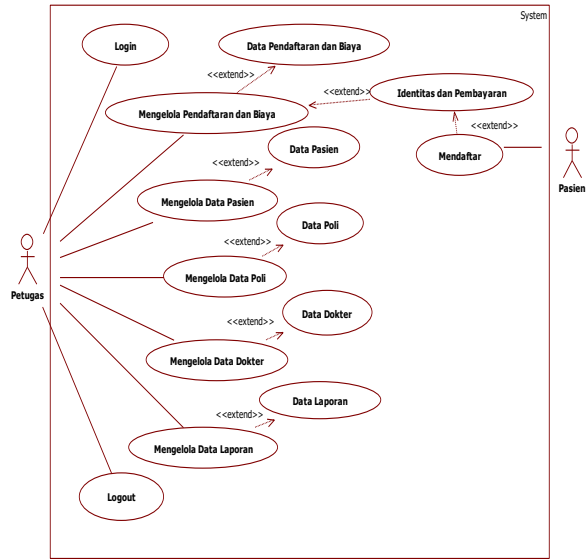 System
Login
Data Pendaftaran dan Biaya
<<extend>>
<<extend>>
Identitas dan Pembayaran
Mengelola Pendaftaran dan Biaya
<<extend>>
Data Pasien
Mendaftar
<<extend>>
Pasien
Mengelola Data Pasien
Data Poli
<<extend>>
Mengelola Data Poli
Petugas
Data Dokter
<<extend>>
Mengelola Data Dokter
Data Laporan
<<extend>>
Mengelola Data Laporan
Logout